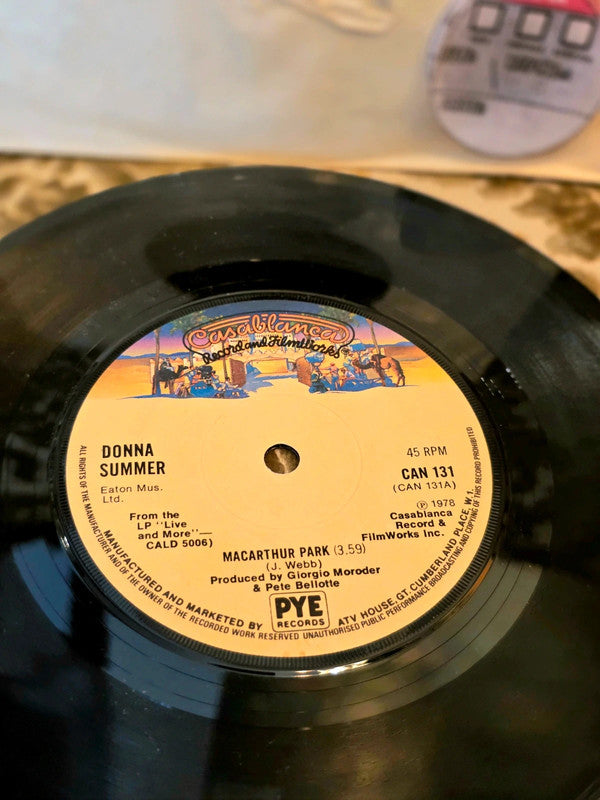 Casablanca
Record and FilmWorks
DONNA
SUMMER
Eaton Mus.
Ltd.
From the
LP "Live
and More"—
CALD 5006)
45 RPM
CAN 131
(CAN 131A)
℗ 1978
Casablanca
Record &
FilmWorks Inc.
MACARTHUR PARK (3.59)
(J. Webb)
Produced by Giorgio Moroder
& Pete Bellotte
PYE
RECORDS
MANUFACTURED AND MARKETED BY
ATV HOUSE, GT. CUMBERLAND PLACE, W.1.
ALL RIGHTS OF THE MANUFACTURER AND OF THE OWNER OF THE RECORDED WORK RESERVED UNAUTHORISED PUBLIC PERFORMANCE BROADCASTING AND COPYING OF THIS RECORD PROHIBITED